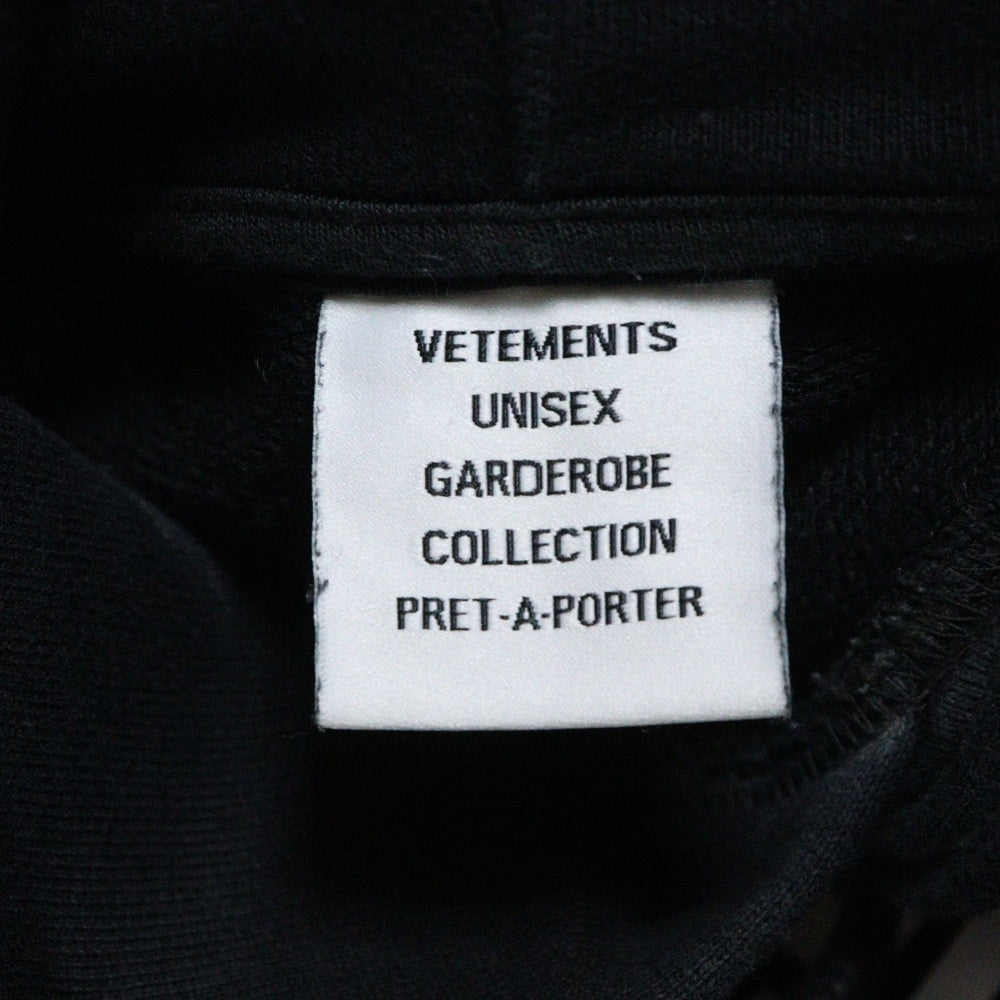 VETEMENTS
UNISEX
GARDEROBE
COLLECTION
PRET-A-PORTER